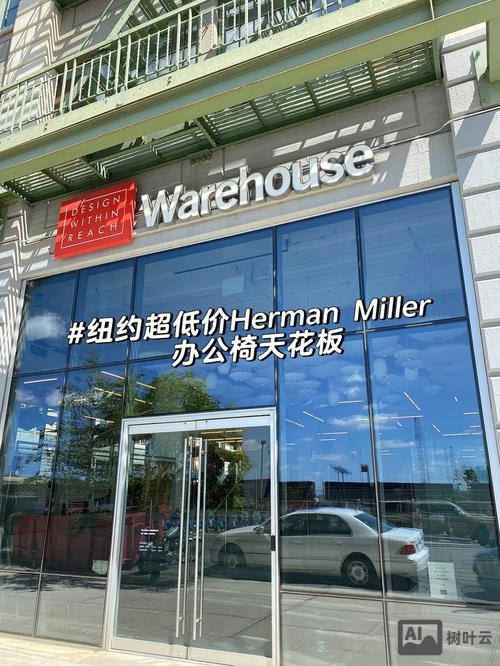 DESIGN
WITHIN
REACH
Warehouse
#纽约超低价Herman Miller
办公椅天花板
AI 树叶云